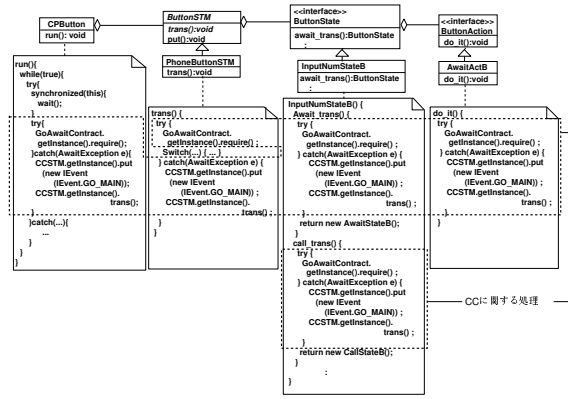 CPButton
run(): void
ButtonSTM
trans():void
put():void
<<interface>>
ButtonState
await_trans():ButtonState
:
<<interface>>
ButtonAction
do_it():void
PhoneButtonSTM
trans():void
InputNumStateB
await_trans():ButtonState
:
AwaitActB
do_it():void
run(){
while(true){
try{
synchronized(this){
wait();
}
try{
GoAwaitContract.
getInstance().require();
}catch(AwaitException e){
CCSTM.getInstance().put
(new IEvent
(IEvent.GO_MAIN));
CCSTM.getInstance().
trans();
}
}catch(...){
...
}
}
}
trans() {
try {
GoAwaitContract.
getInstance().require() ;
Switch(...) { ... }
} catch(AwaitException e) {
CCSTM.getInstance().put
(new IEvent
(IEvent.GO_MAIN)) ;
CCSTM.getInstance().
trans() ;
}
}
InputNumStateB() {
Await_trans() {
try {
GoAwaitContract.
getInstance().require() ;
} catch(AwaitException e) {
CCSTM.getInstance().put
(new IEvent
(IEvent.GO_MAIN)) ;
CCSTM.getInstance().
trans() ;
}
return new AwaitStateB();
}
call_trans() {
try {
GoAwaitContract.
getInstance().require() ;
} catch(AwaitException e) {
CCSTM.getInstance().put
(new IEvent
(IEvent.GO_MAIN)) ;
CCSTM.getInstance().
trans() ;
}
return new CallStateB();
}
:
}
do_it() {
try {
GoAwaitContract.
getInstance().require() ;
} catch(AwaitException e) {
CCSTM.getInstance().put
(new IEvent
(IEvent.GO_MAIN)) ;
CCSTM.getInstance().
trans() ;
}
}
CCに関する処理